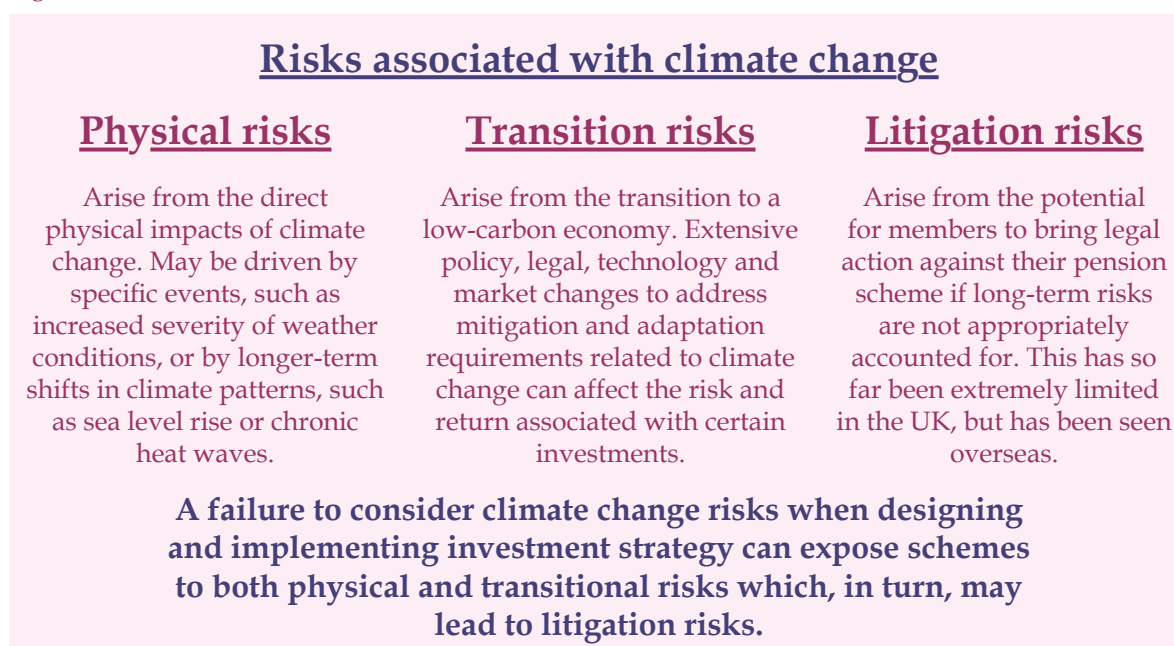 Risks associated with climate change
Physical risks
Arise from the direct
physical impacts of climate
change. May be driven by
specific events, such as
increased severity of weather
conditions, or by longer-term
shifts in climate patterns, such
as sea level rise or chronic
heat waves.
Transition risks
Arise from the transition to a
low-carbon economy. Extensive
policy, legal, technology and
market changes to address
mitigation and adaptation
requirements related to climate
change can affect the risk and
return associated with certain
investments.
Litigation risks
Arise from the potential
for members to bring legal
action against their pension
scheme if long-term risks
are not appropriately
accounted for. This has so
far been extremely limited
in the UK, but has been seen
overseas.
A failure to consider climate change risks when designing
and implementing investment strategy can expose schemes
to both physical and transitional risks which, in turn, may
lead to litigation risks.